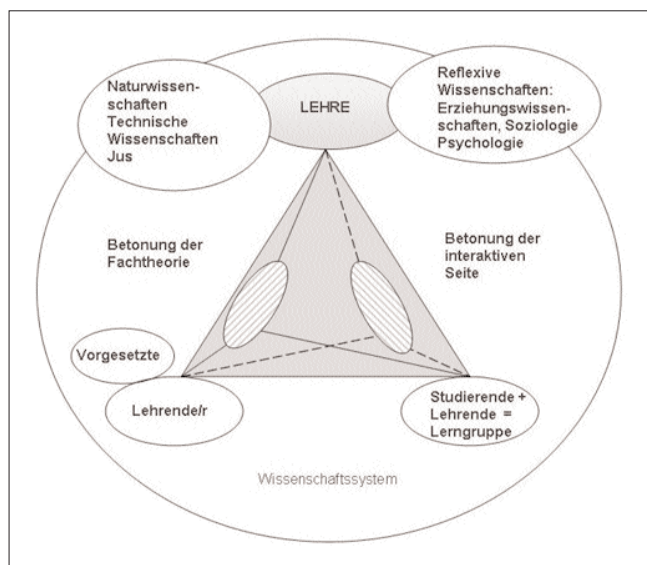 Naturwissen-
schaften
Technische
Wissenschaften
Jus
LEHRE
Reflexive
Wissenschaften:
Erziehungswissen-
schaften, Soziologie
Psychologie
Betonung der
Fachtheorie
Betonung der
interaktiven
Seite
Vorgesetzte
Lehrende/r
Studierende +
Lehrende =
Lerngruppe
Wissenschaftssystem